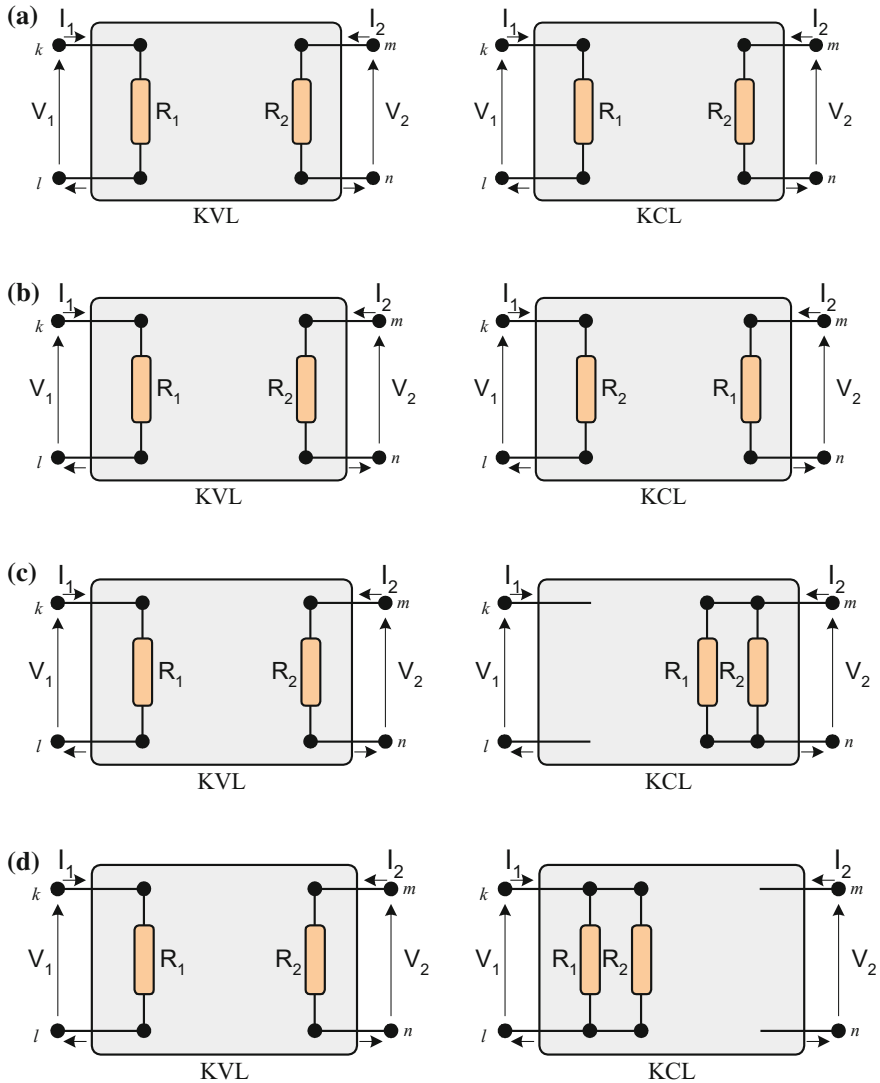 (a) I1 I2 I1 I2
k m k m
V1 R1 R2 V2 V1 R1 R2 V2
l n l n
KVL KCL
(b) I1 I2 I1 I2
k m k m
V1 R1 R2 V2 V1 R2 R1 V2
l n l n
KVL KCL
(c) I1 I2 I1 I2
k m k m
V1 R1 R2 V2 V1 R1 R2 V2
l n l n
KVL KCL
(d) I1 I2 I1 I2
k m k m
V1 R1 R2 V2 V1 R1 R2 V2
l n l n
KVL KCL